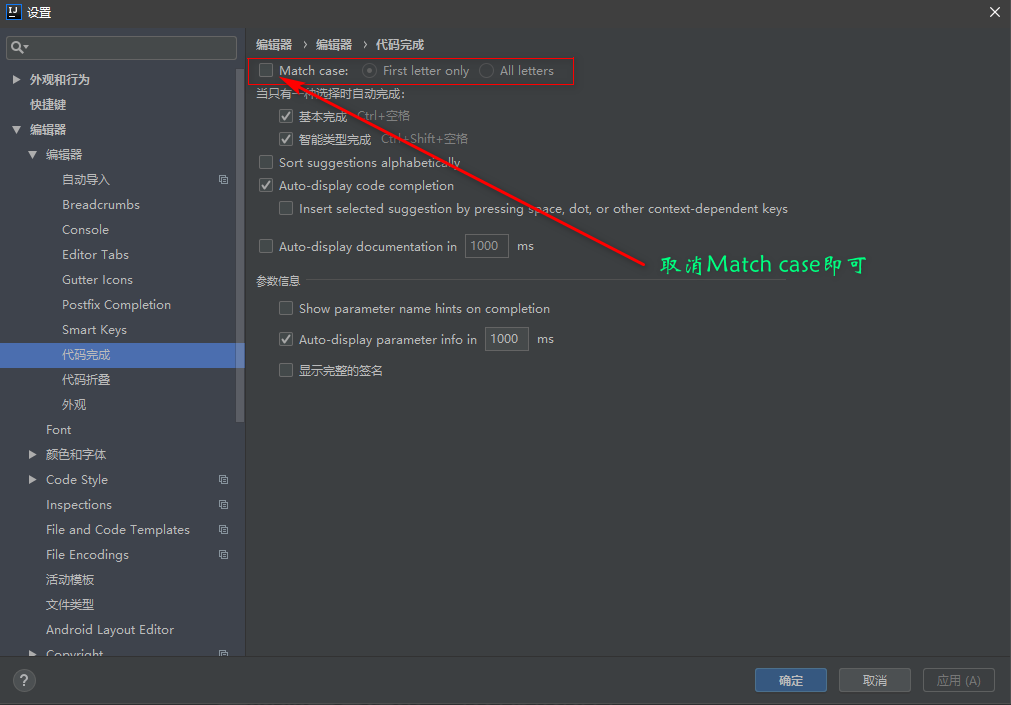 设置
外观和行为
快捷键
编辑器
编辑器
自动导入
Breadcrumbs
Console
Editor Tabs
Gutter Icons
Postfix Completion
Smart Keys
代码完成
代码折叠
外观
Font
颜色和字体
Code Style
Inspections
File and Code Templates
File Encodings
活动模板
文件类型
Android Layout Editor
Copyright
编辑器 › 编辑器 › 代码完成
Match case: First letter only All letters
当只有一种选择时自动完成:
基本完成 Ctrl+空格
智能类型完成 Ctrl+Shift+空格
Sort suggestions alphabetically
Auto-display code completion
Insert selected suggestion by pressing space, dot, or other context-dependent keys
Auto-display documentation in 1000 ms
取消Match case即可
参数信息
Show parameter name hints on completion
Auto-display parameter info in 1000 ms
显示完整的签名
? 确定 取消 应用 (A)